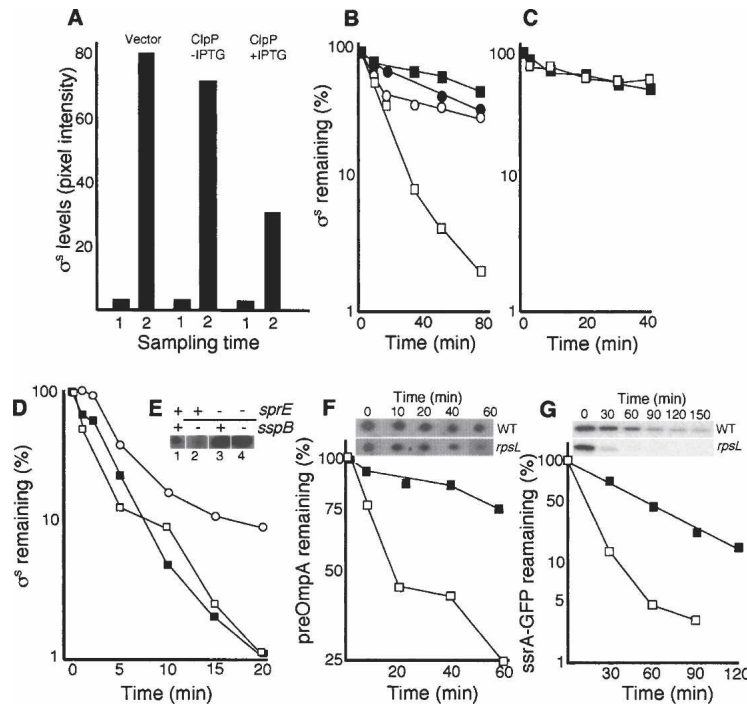 A
Vector
ClpP
-IPTG
ClpP
+IPTG
σˢ levels (pixel intensity)
80
60
40
20
1 2 1 2 1 2
Sampling time
B
σˢ remaining (%)
100
10
1
0 40 80
Time (min)
C
100
10
1
0 20 40
Time (min)
D
σˢ remaining (%)
100
10
1
0 5 10 15 20
Time (min)
E
+ + - - sprE
+ - + - sspB
1 2 3 4
F
Time (min)
0 10 20 40 60
WT
rpsL
preOmpA remaining (%)
100
75
50
25
20 40 60
Time (min)
G
Time (min)
0 30 60 90 120 150
WT
rpsL
ssrA-GFP reamaining (%)
100
50
10
5
1
30 60 90 120
Time (min)